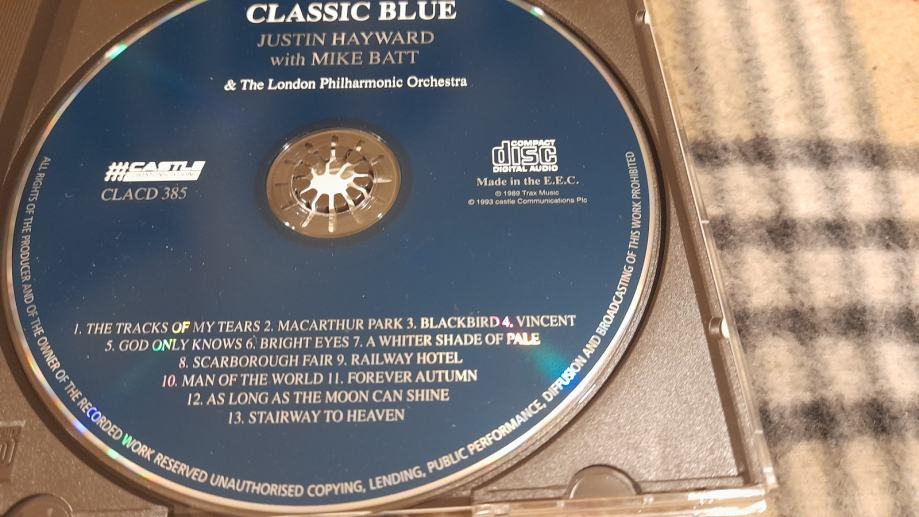 CLASSIC BLUE
JUSTIN HAYWARD
with MIKE BATT
& The London Philharmonic Orchestra
CASTLE
CLACD 385
COMPACT
disc
DIGITAL AUDIO
Made in the E.E.C.
℗ 1989 Trax Music
© 1993 castle Communications Plc
1. THE TRACKS OF MY TEARS 2. MACARTHUR PARK 3. BLACKBIRD 4. VINCENT
5. GOD ONLY KNOWS 6. BRIGHT EYES 7. A WHITER SHADE OF PALE
8. SCARBOROUGH FAIR 9. RAILWAY HOTEL
10. MAN OF THE WORLD 11. FOREVER AUTUMN
12. AS LONG AS THE MOON CAN SHINE
13. STAIRWAY TO HEAVEN
ALL RIGHTS OF THE PRODUCER AND OF THE OWNER OF THE RECORDED WORK RESERVED UNAUTHORISED COPYING, LENDING, PUBLIC PERFORMANCE, DIFFUSION AND BROADCASTING OF THIS WORK PROHIBITED